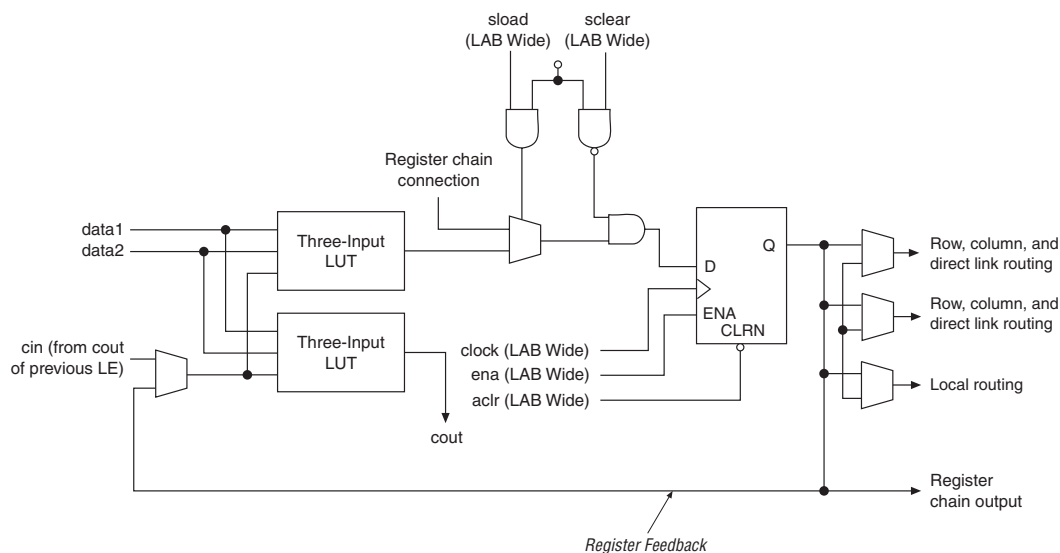 sload
(LAB Wide)
sclear
(LAB Wide)
Register chain
connection
data1
data2
Three-Input
LUT
Q
D
ENA
CLRN
Row, column, and
direct link routing
Row, column, and
direct link routing
cin (from cout
of previous LE)
Three-Input
LUT
clock (LAB Wide)
ena (LAB Wide)
aclr (LAB Wide)
Local routing
cout
Register
chain output
Register Feedback